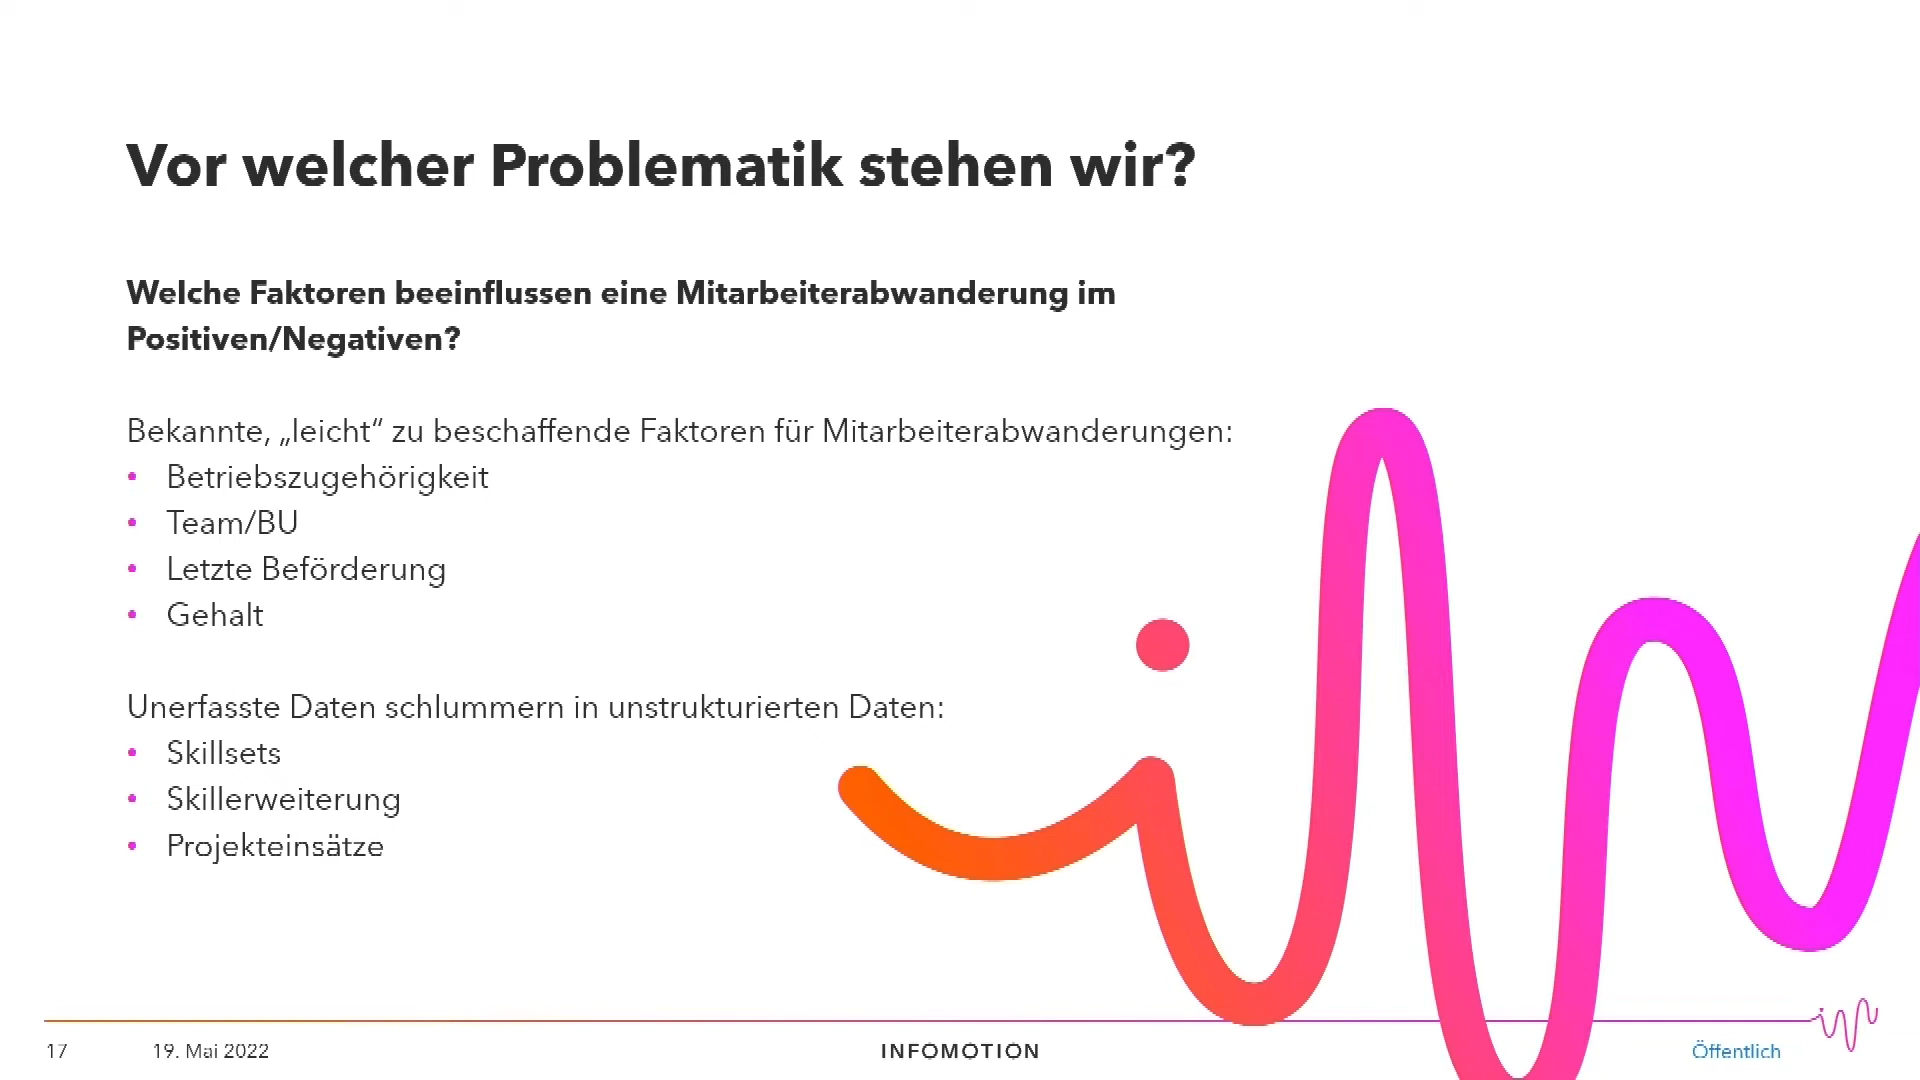 Vor welcher Problematik stehen wir?
Welche Faktoren beeinflussen eine Mitarbeiterabwanderung im
Positiven/Negativen?
Bekannte, „leicht“ zu beschaffende Faktoren für Mitarbeiterabwanderungen:
• Betriebszugehörigkeit
• Team/BU
• Letzte Beförderung
• Gehalt
Unerfasste Daten schlummern in unstrukturierten Daten:
• Skillsets
• Skillerweiterung
• Projekteinsätze
17 19. Mai 2022 INFOMOTION Öffentlich